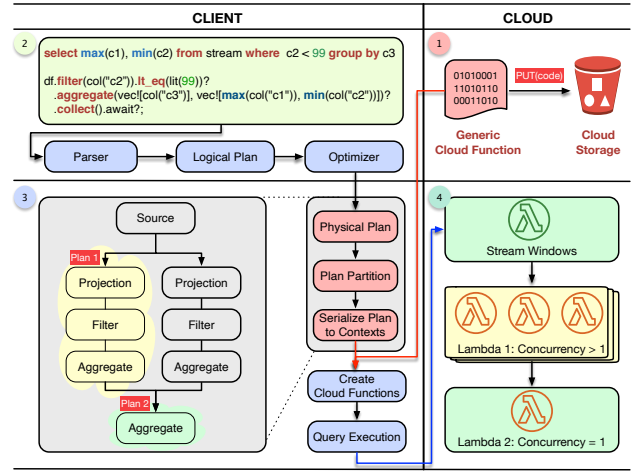 CLIENT
CLOUD
2
select max(c1), min(c2) from stream where c2 < 99 group by c3
df.filter(col("c2")).lt_eq(lit(99))?
.aggregate(vec![col("c3")], vec![max(col("c1")), min(col("c2"))])?
.collect().await?;
Parser
Logical Plan
Optimizer
1
01010001
11010110
00011010
PUT(code)
Generic
Cloud Function
Cloud
Storage
3
Source
Plan 1
Projection
Projection
Filter
Filter
Aggregate
Aggregate
Plan 2
Aggregate
Physical Plan
Plan Partition
Serialize Plan
to Contexts
Create
Cloud Functions
Query Execution
4
Stream Windows
Lambda 1: Concurrency > 1
Lambda 2: Concurrency = 1